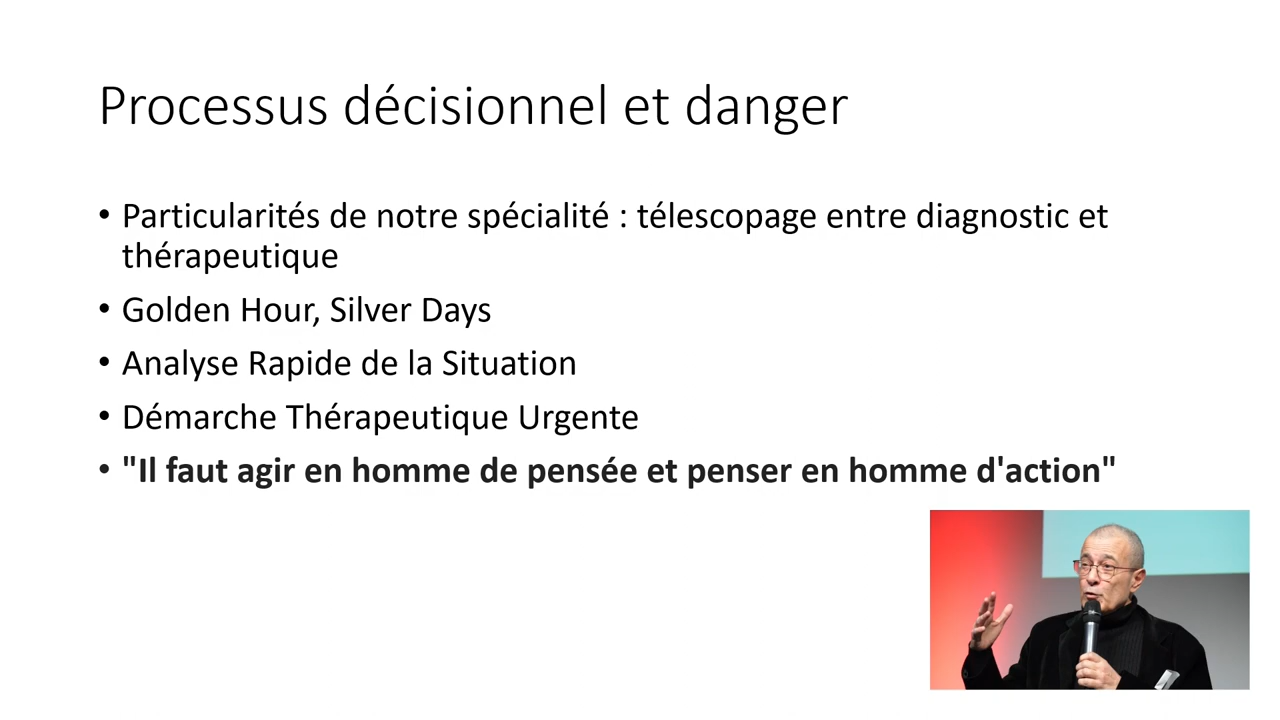 Processus décisionnel et danger
• Particularités de notre spécialité : télescopage entre diagnostic et
thérapeutique
• Golden Hour, Silver Days
• Analyse Rapide de la Situation
• Démarche Thérapeutique Urgente
• "Il faut agir en homme de pensée et penser en homme d'action"